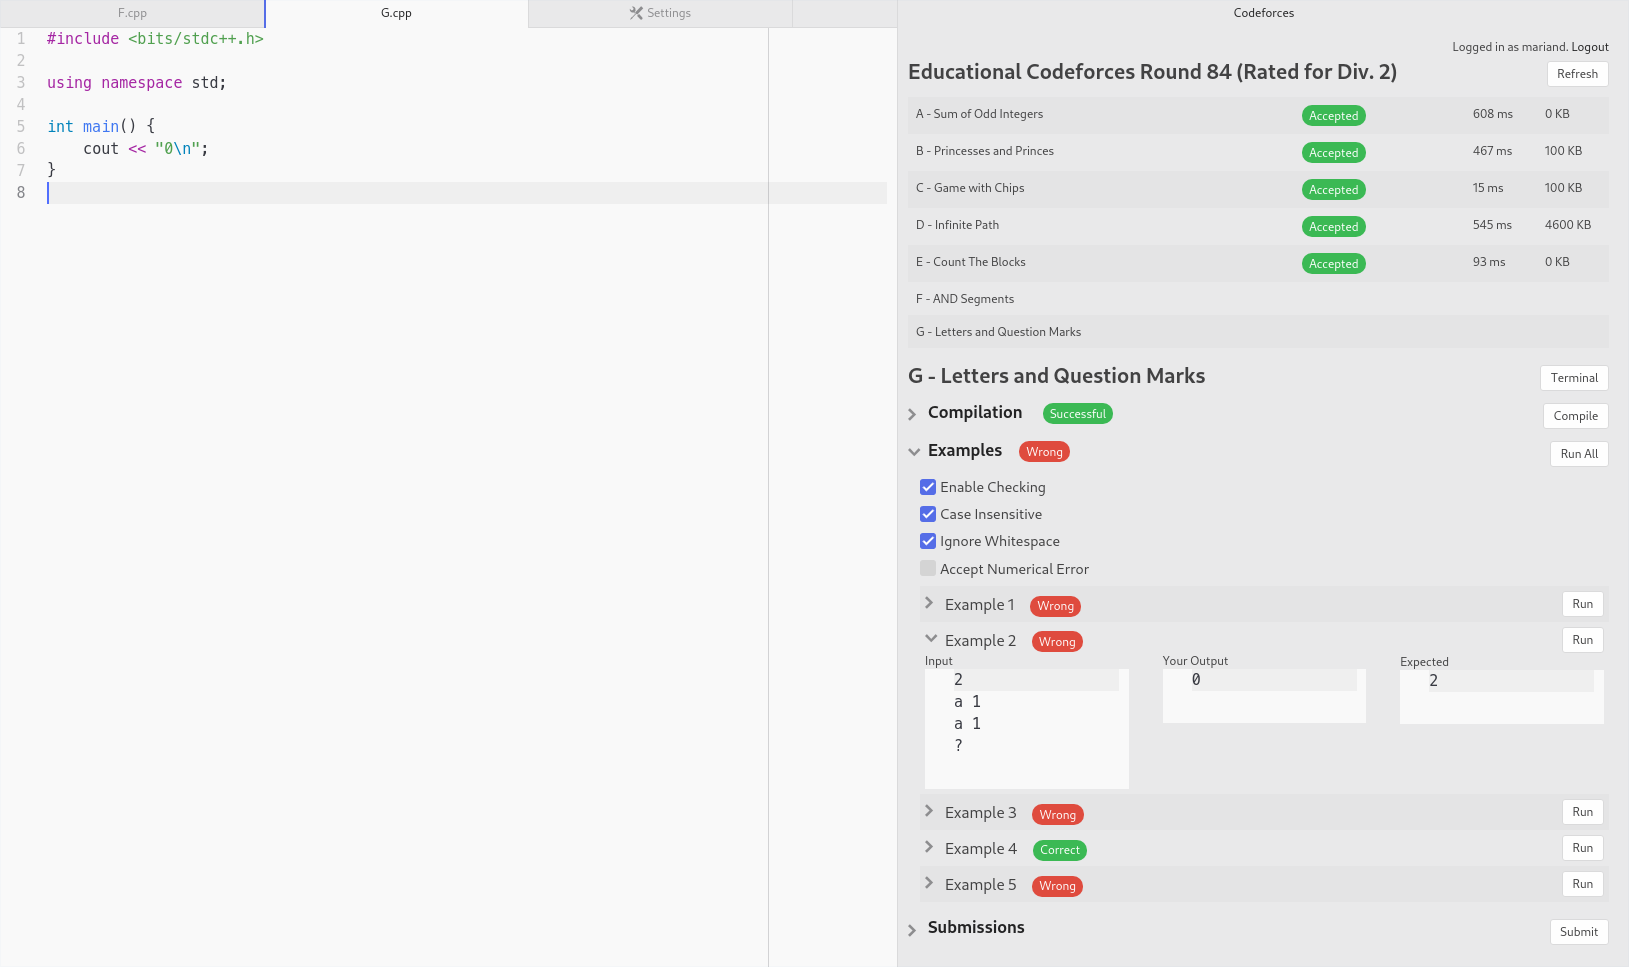 F.cpp
G.cpp
Settings
1 #include <bits/stdc++.h>
2
3 using namespace std;
4
5 int main() {
6     cout << "0\n";
7 }
8
Codeforces
Logged in as mariand. Logout
Educational Codeforces Round 84 (Rated for Div. 2)
Refresh
A - Sum of Odd Integers Accepted 608 ms 0 KB
B - Princesses and Princes Accepted 467 ms 100 KB
C - Game with Chips Accepted 15 ms 100 KB
D - Infinite Path Accepted 545 ms 4600 KB
E - Count The Blocks Accepted 93 ms 0 KB
F - AND Segments
G - Letters and Question Marks
G - Letters and Question Marks
Terminal
Compilation Successful Compile
Examples Wrong Run All
Enable Checking
Case Insensitive
Ignore Whitespace
Accept Numerical Error
Example 1 Wrong Run
Example 2 Wrong Run
Input
2
a 1
a 1
?
Your Output
0
Expected
2
Example 3 Wrong Run
Example 4 Correct Run
Example 5 Wrong Run
Submissions Submit